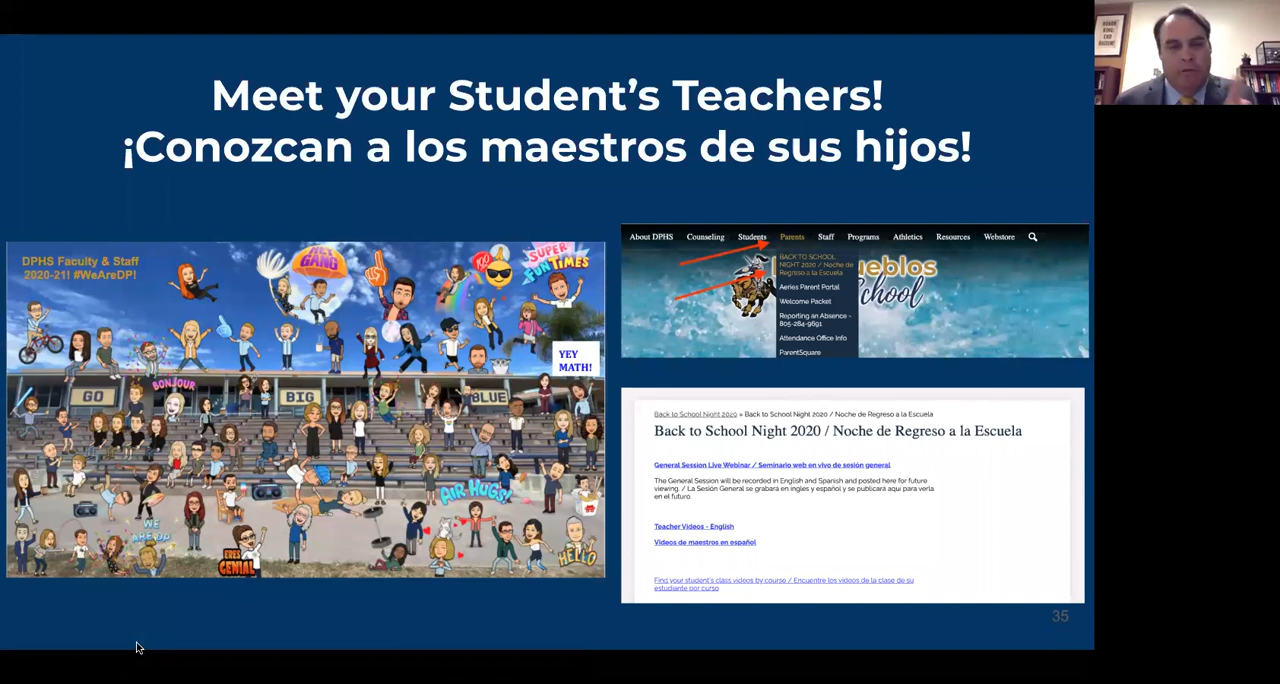 Meet your Student's Teachers!
¡Conozcan a los maestros de sus hijos!
DPHS Faculty & Staff
2020-21! #WeAreDP!
HEY
GANG
100
SUPER
FUN TIMES
YEY
MATH!
BONJOUR
GO
BIG
BLUE
AIR HUGS!
WE
ARE DP
ERES
GENIAL
HELLO
About DPHS
Counseling
Students
Parents
Staff
Programs
Athletics
Resources
Webstore
BACK TO SCHOOL
NIGHT 2020 / Noche de
Regreso a la Escuela
Aeries Parent Portal
Welcome Packet
Reporting an Absence -
805-284-9691
Attendance Office Info
ParentSquare
ueblos
School
Back to School Night 2020 » Back to School Night 2020 / Noche de Regreso a la Escuela
Back to School Night 2020 / Noche de Regreso a la Escuela
General Session Live Webinar / Seminario web en vivo de sesión general
The General Session will be recorded in English and Spanish and posted here for future
viewing. / La Sesión General se grabará en ingles y español y se publicará aquí para verla
en el futuro.
Teacher Videos - English
Videos de maestros en español
Find your student's class videos by course / Encuentre los videos de la clase de su
estudiante por curso
35